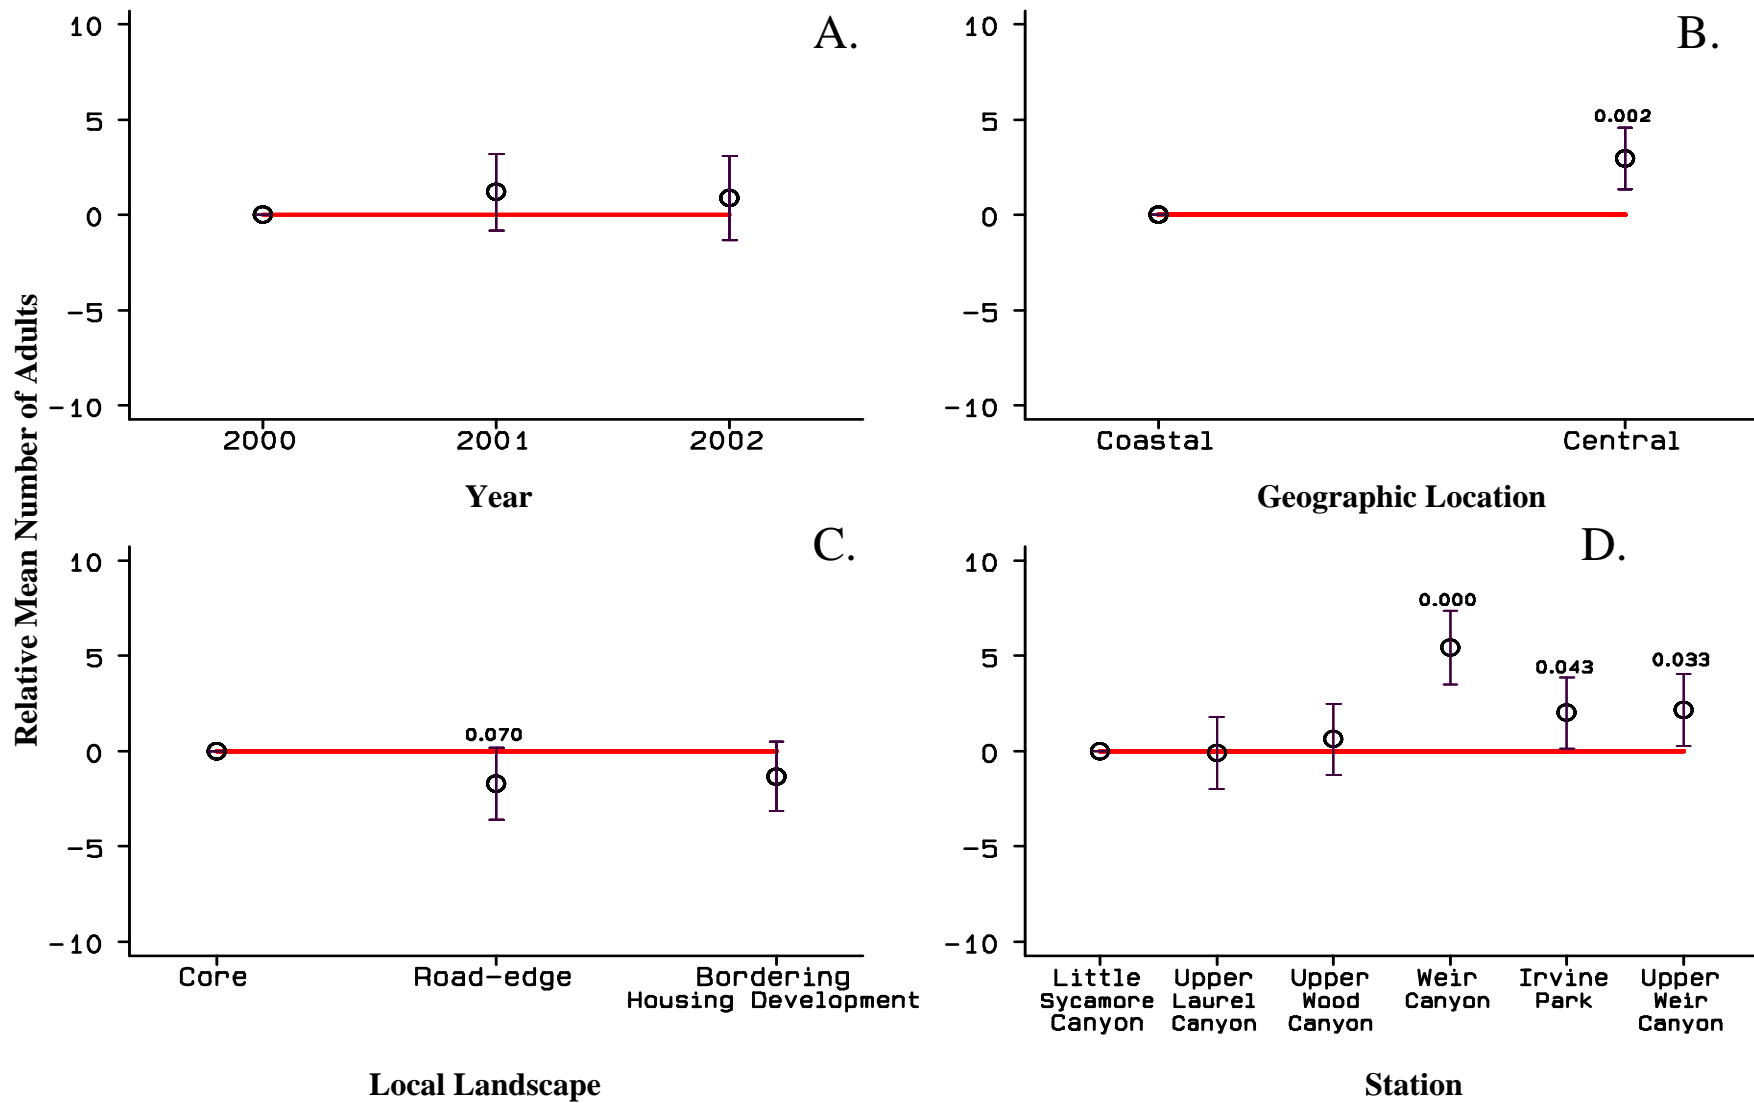 Relative Mean Number of Adults
A.
10
5
0
-5
-10
2000 2001 2002
Year
B.
10
5
0
-5
-10
0.002
Coastal Central
Geographic Location
C.
10
5
0
-5
-10
0.070
Core Road-edge Bordering
Housing Development
Local Landscape
D.
10
5
0
-5
-10
0.000
0.043
0.033
Little Upper Upper Weir Irvine Upper
Sycamore Laurel Wood Canyon Park Weir
Canyon Canyon Canyon Canyon
Station